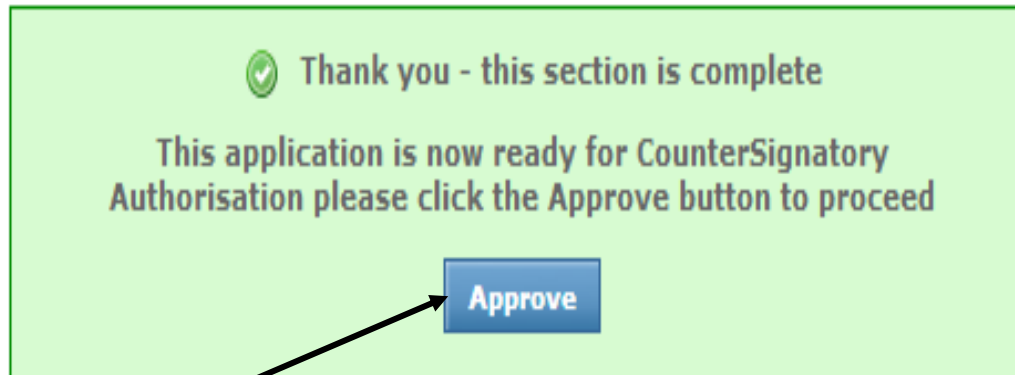 Thank you - this section is complete
This application is now ready for CounterSignatory
Authorisation please click the Approve button to proceed
Approve